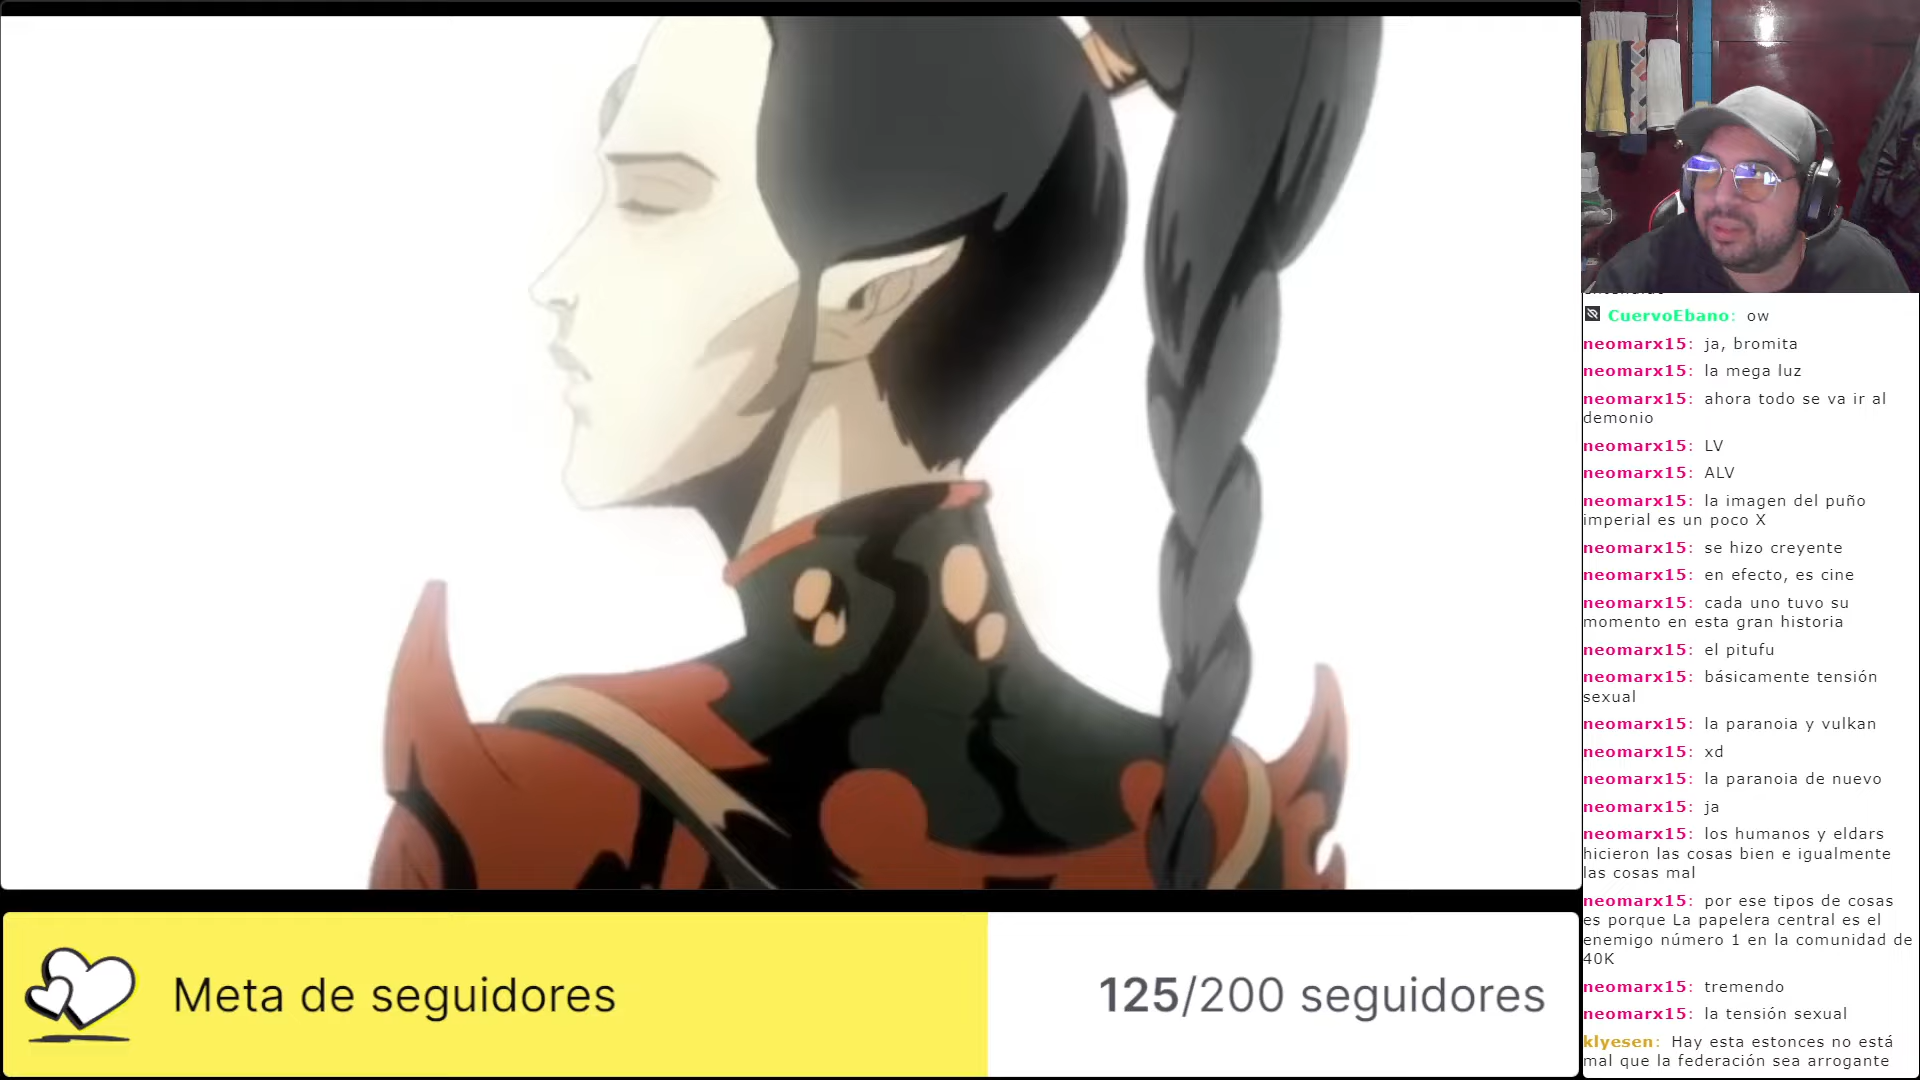 CuervoEbano: ow
neomarx15: ja, bromita
neomarx15: la mega luz
neomarx15: ahora todo se va ir al
demonio
neomarx15: LV
neomarx15: ALV
neomarx15: la imagen del puño
imperial es un poco X
neomarx15: se hizo creyente
neomarx15: en efecto, es cine
neomarx15: cada uno tuvo su
momento en esta gran historia
neomarx15: el pitufu
neomarx15: básicamente tensión
sexual
neomarx15: la paranoia y vulkan
neomarx15: xd
neomarx15: la paranoia de nuevo
neomarx15: ja
neomarx15: los humanos y eldars
hicieron las cosas bien e igualmente
las cosas mal
neomarx15: por ese tipos de cosas
es porque La papelera central es el
enemigo número 1 en la comunidad de
40K
neomarx15: tremendo
neomarx15: la tensión sexual
klyesen: Hay esta estonces no está
mal que la federación sea arrogante
Meta de seguidores
125/200 seguidores